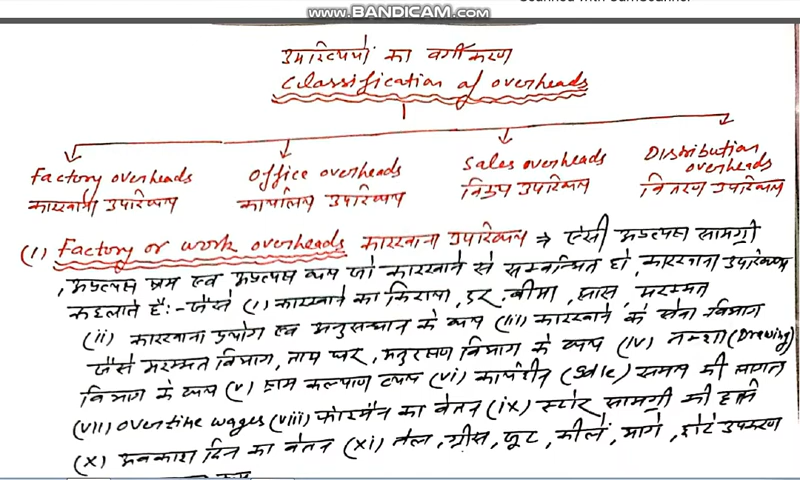 www.BANDICAM.com
उपरिव्ययों का वर्गीकरण
Classification of overheads
Factory overheads Office overheads Sales overheads Distribution overheads
कारखाना उपरिव्यय कार्यालय उपरिव्यय विक्रय उपरिव्यय वितरण उपरिव्यय
(1) Factory or work overheads कारखाना उपरिव्यय ⇒ ऐसी अप्रत्यक्ष सामग्री
, अप्रत्यक्ष श्रम एवं अप्रत्यक्ष व्यय जो कारखाने से सम्बन्धित हो, कारखाना उपरिव्यय
कहलाते है:- जैसे (i) कारखाने का किराया, कर, बीमा, ह्रास, मरम्मत
(ii) कारखाना प्रयोग एवं अनुसन्धान के व्यय (iii) कारखाने के सेवा विभाग
जैसे मरम्मत विभाग, अनुरक्षण विभाग के व्यय (iv) नक्शा (Drawing)
विभाग के व्यय (v) श्रम कल्याण व्यय (vi) कार्यहीन (Idle) समय की लागत
(vii) overtime wages (viii) फोरमैन का वेतन (ix) स्टोर सामग्री की हानि
(x) अवकाश दिन का वेतन (xi) तेल, ग्रीस, जूट, कीलें, धागे, छोटे उपकरण